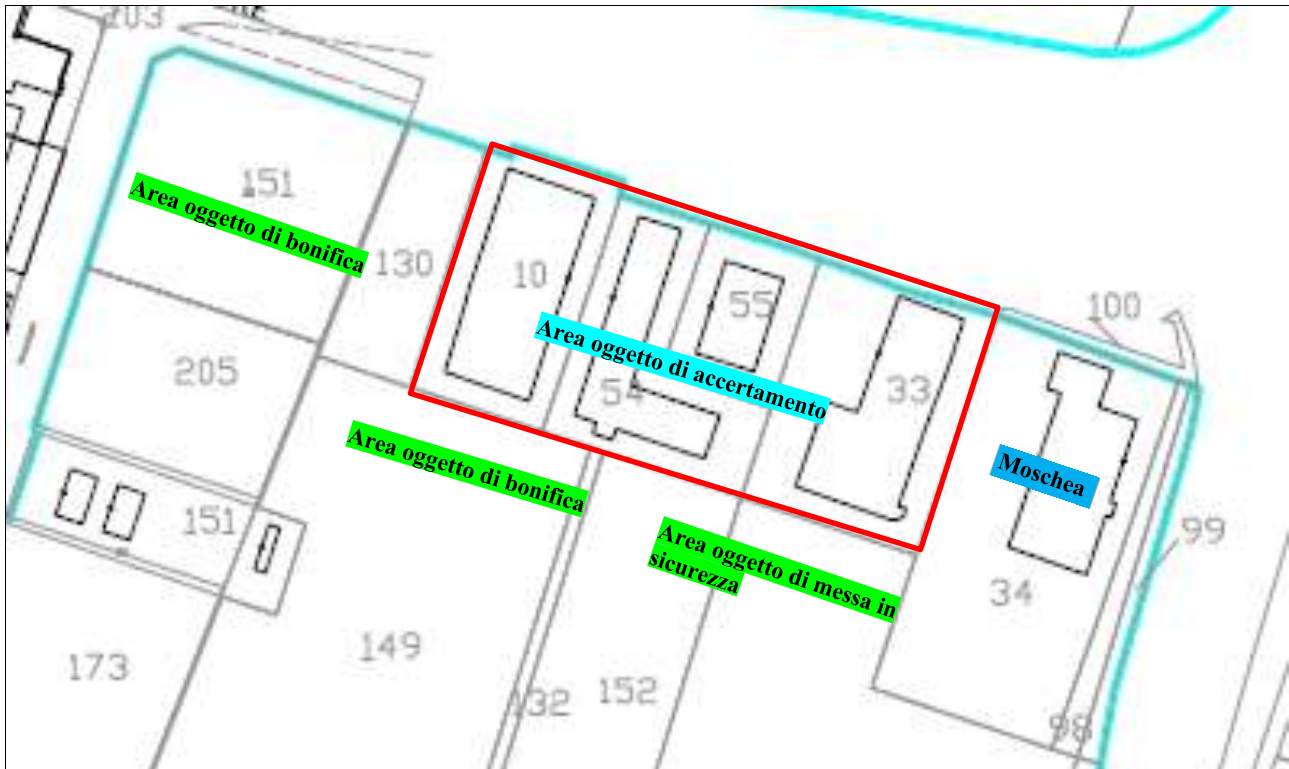 203
151
Area oggetto di bonifica
130
10
55
100
Area oggetto di accertamento
205
54
33
Area oggetto di bonifica
Moschea
151
Area oggetto di messa in
sicurezza
99
34
149
173
132
152
98